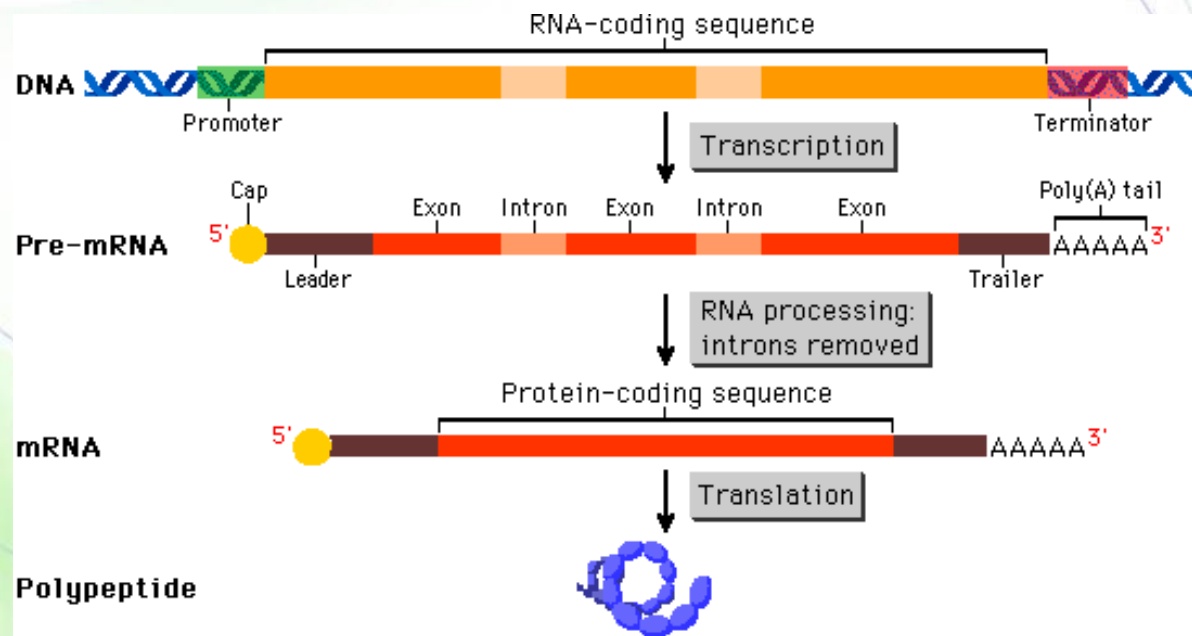 RNA-coding sequence
DNA
Promoter
Terminator
Transcription
Cap
Exon Intron Exon Intron Exon
Poly(A) tail
Pre-mRNA
5'
AAAAA 3'
Leader
Trailer
RNA processing:
introns removed
Protein-coding sequence
mRNA
5'
AAAAA 3'
Translation
Polypeptide